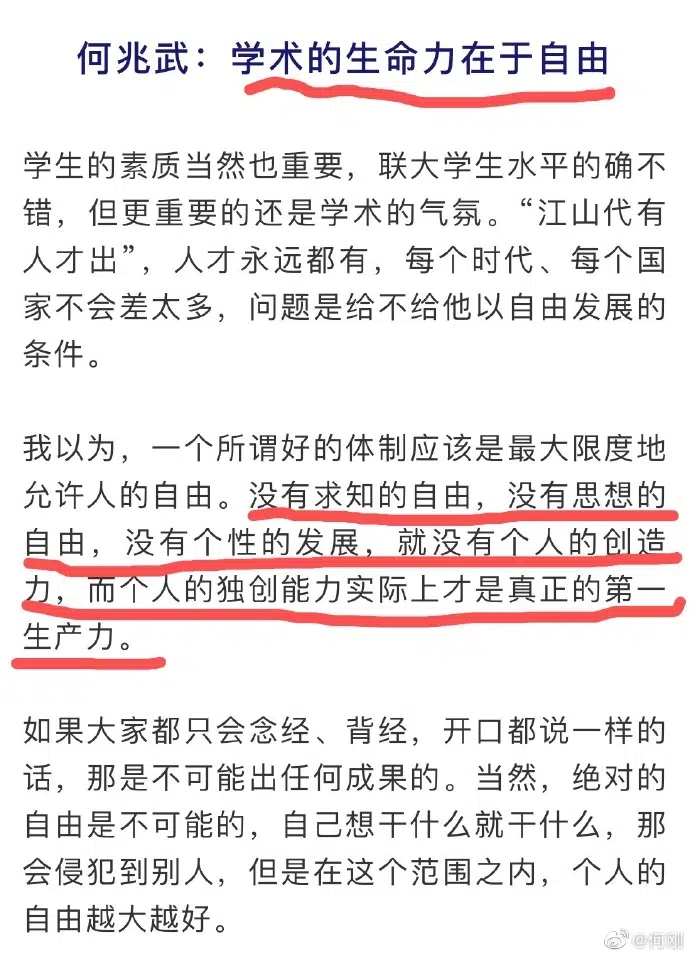 何兆武：学术的生命力在于自由
学生的素质当然也重要，联大学生水平的确不
错，但更重要的还是学术的气氛。“江山代有
人才出”，人才永远都有，每个时代、每个国
家不会差太多，问题是给不给他以自由发展的
条件。
我以为，一个所谓好的体制应该是最大限度地
允许人的自由。没有求知的自由，没有思想的
自由，没有个性的发展，就没有个人的创造
力，而个人的独创能力实际上才是真正的第一
生产力。
如果大家都只会念经、背经，开口都说一样的
话，那是不可能出任何成果的。当然，绝对的
自由是不可能的，自己想干什么就干什么，那
会侵犯到别人，但是在这个范围之内，个人的
自由越大越好。
@何刚